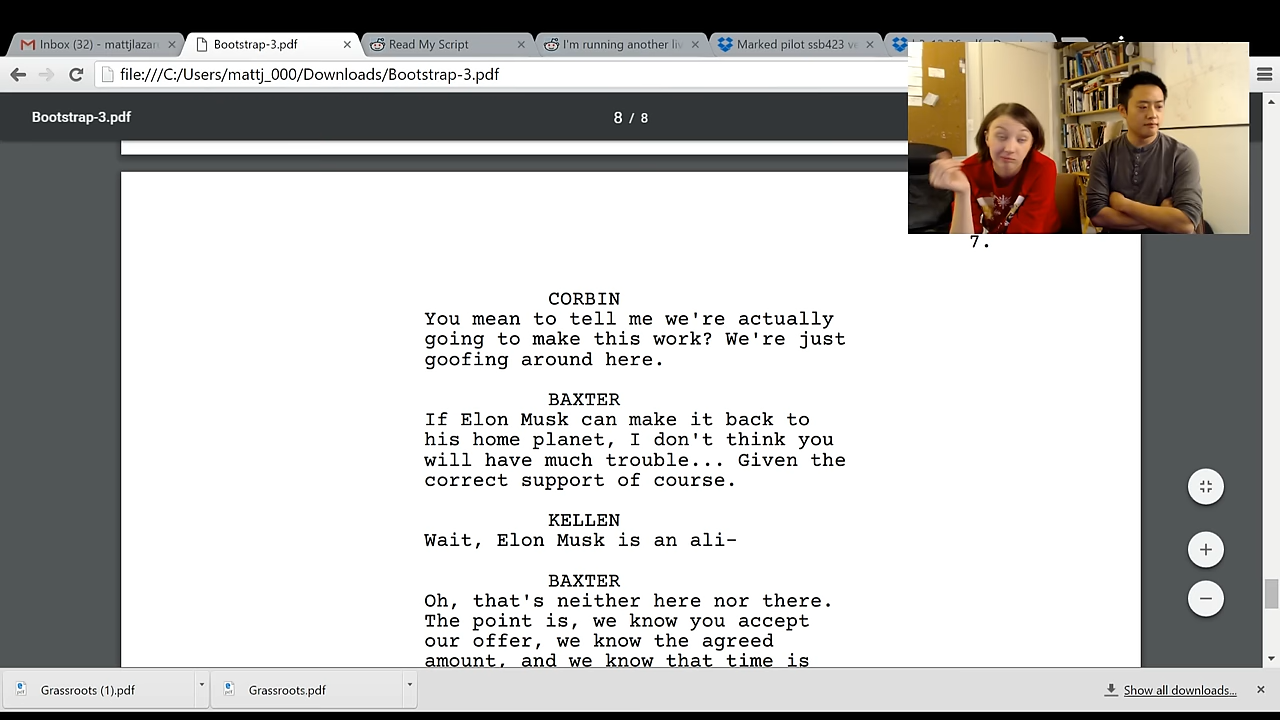 Inbox (32) - mattjlazar
Bootstrap-3.pdf
Read My Script
I'm running another liv
Marked pilot ssb423 ve
file:///C:/Users/mattj_000/Downloads/Bootstrap-3.pdf
Bootstrap-3.pdf
8 / 8
7.
CORBIN
You mean to tell me we're actually
going to make this work? We're just
goofing around here.
BAXTER
If Elon Musk can make it back to
his home planet, I don't think you
will have much trouble... Given the
correct support of course.
KELLEN
Wait, Elon Musk is an ali-
BAXTER
Oh, that's neither here nor there.
The point is, we know you accept
our offer, we know the agreed
amount, and we know that time is
Grassroots (1).pdf
Grassroots.pdf
Show all downloads...